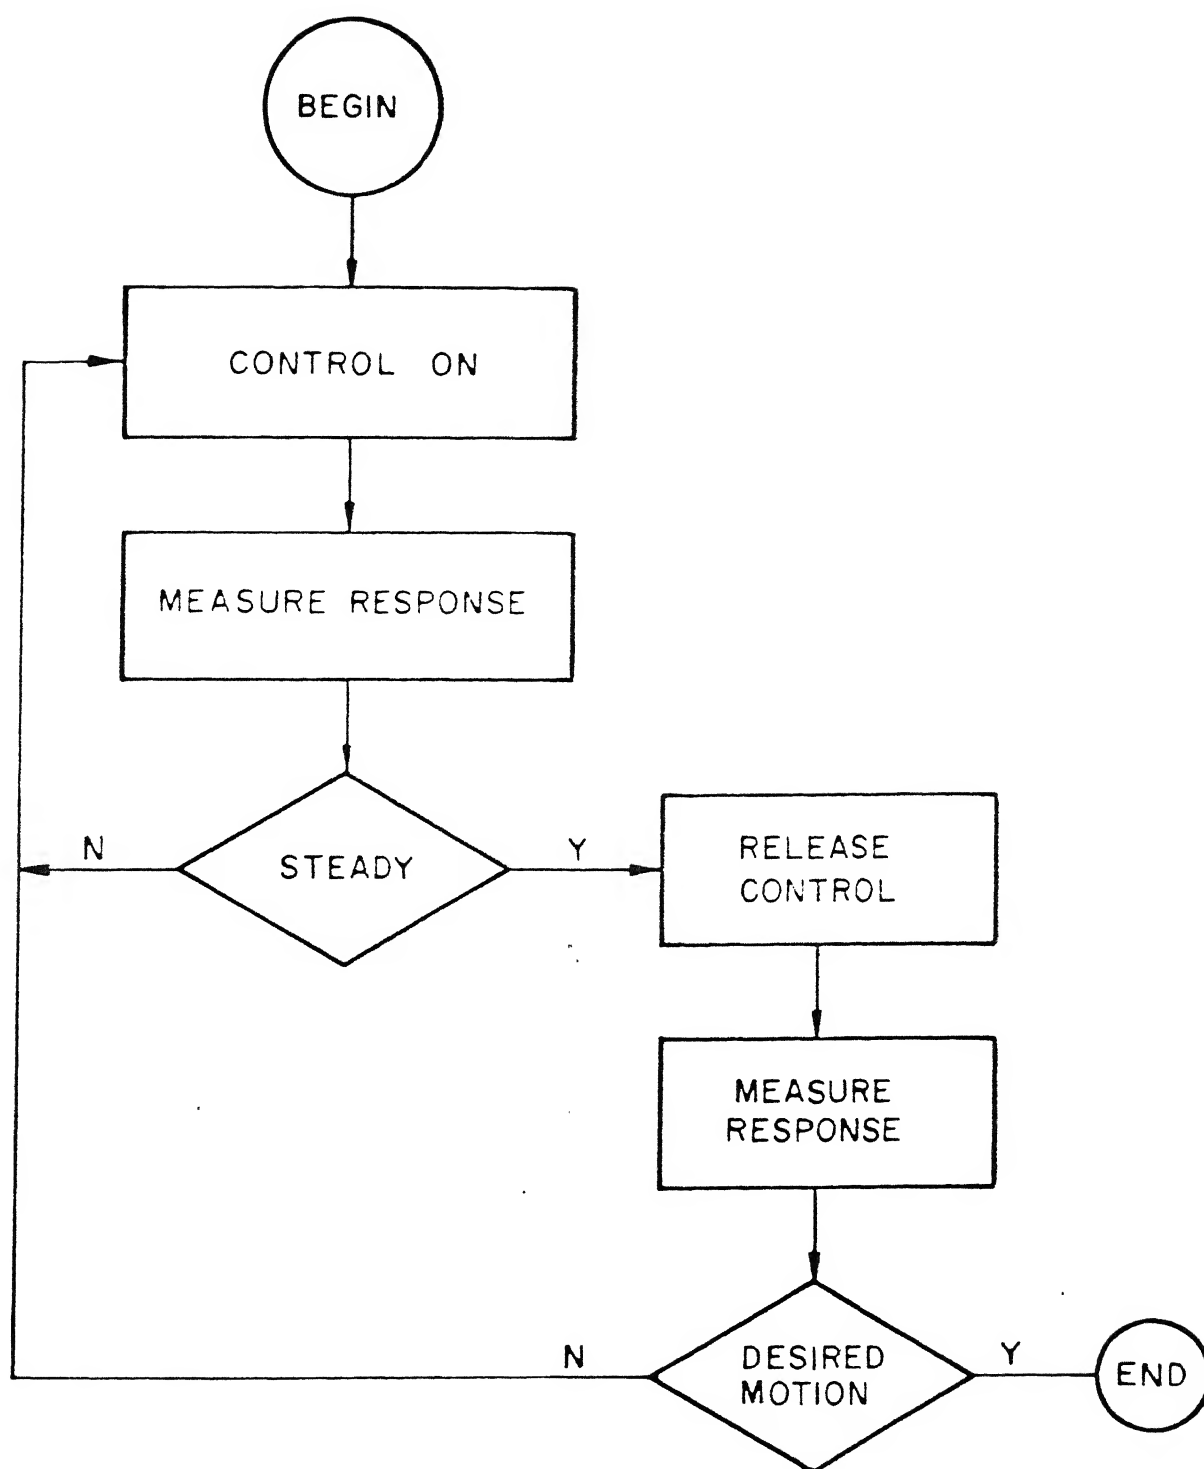 BEGIN
CONTROL ON
MEASURE RESPONSE
N
STEADY
Y
RELEASE
CONTROL
MEASURE
RESPONSE
N
DESIRED
MOTION
Y
END